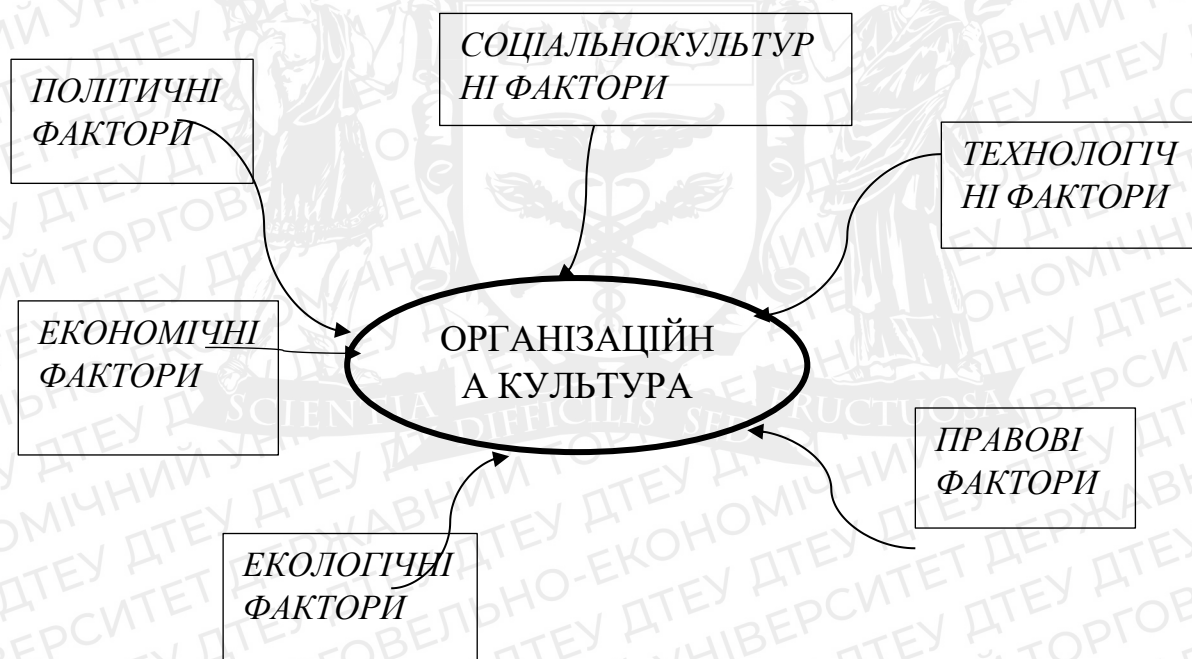 СОЦІАЛЬНОКУЛЬТУР
НІ ФАКТОРИ
ПОЛІТИЧНІ
ФАКТОРИ
ТЕХНОЛОГІЧ
НІ ФАКТОРИ
ЕКОНОМІЧНІ
ФАКТОРИ
ОРГАНІЗАЦІЙН
А КУЛЬТУРА
ПРАВОВІ
ФАКТОРИ
ЕКОЛОГІЧНІ
ФАКТОРИ